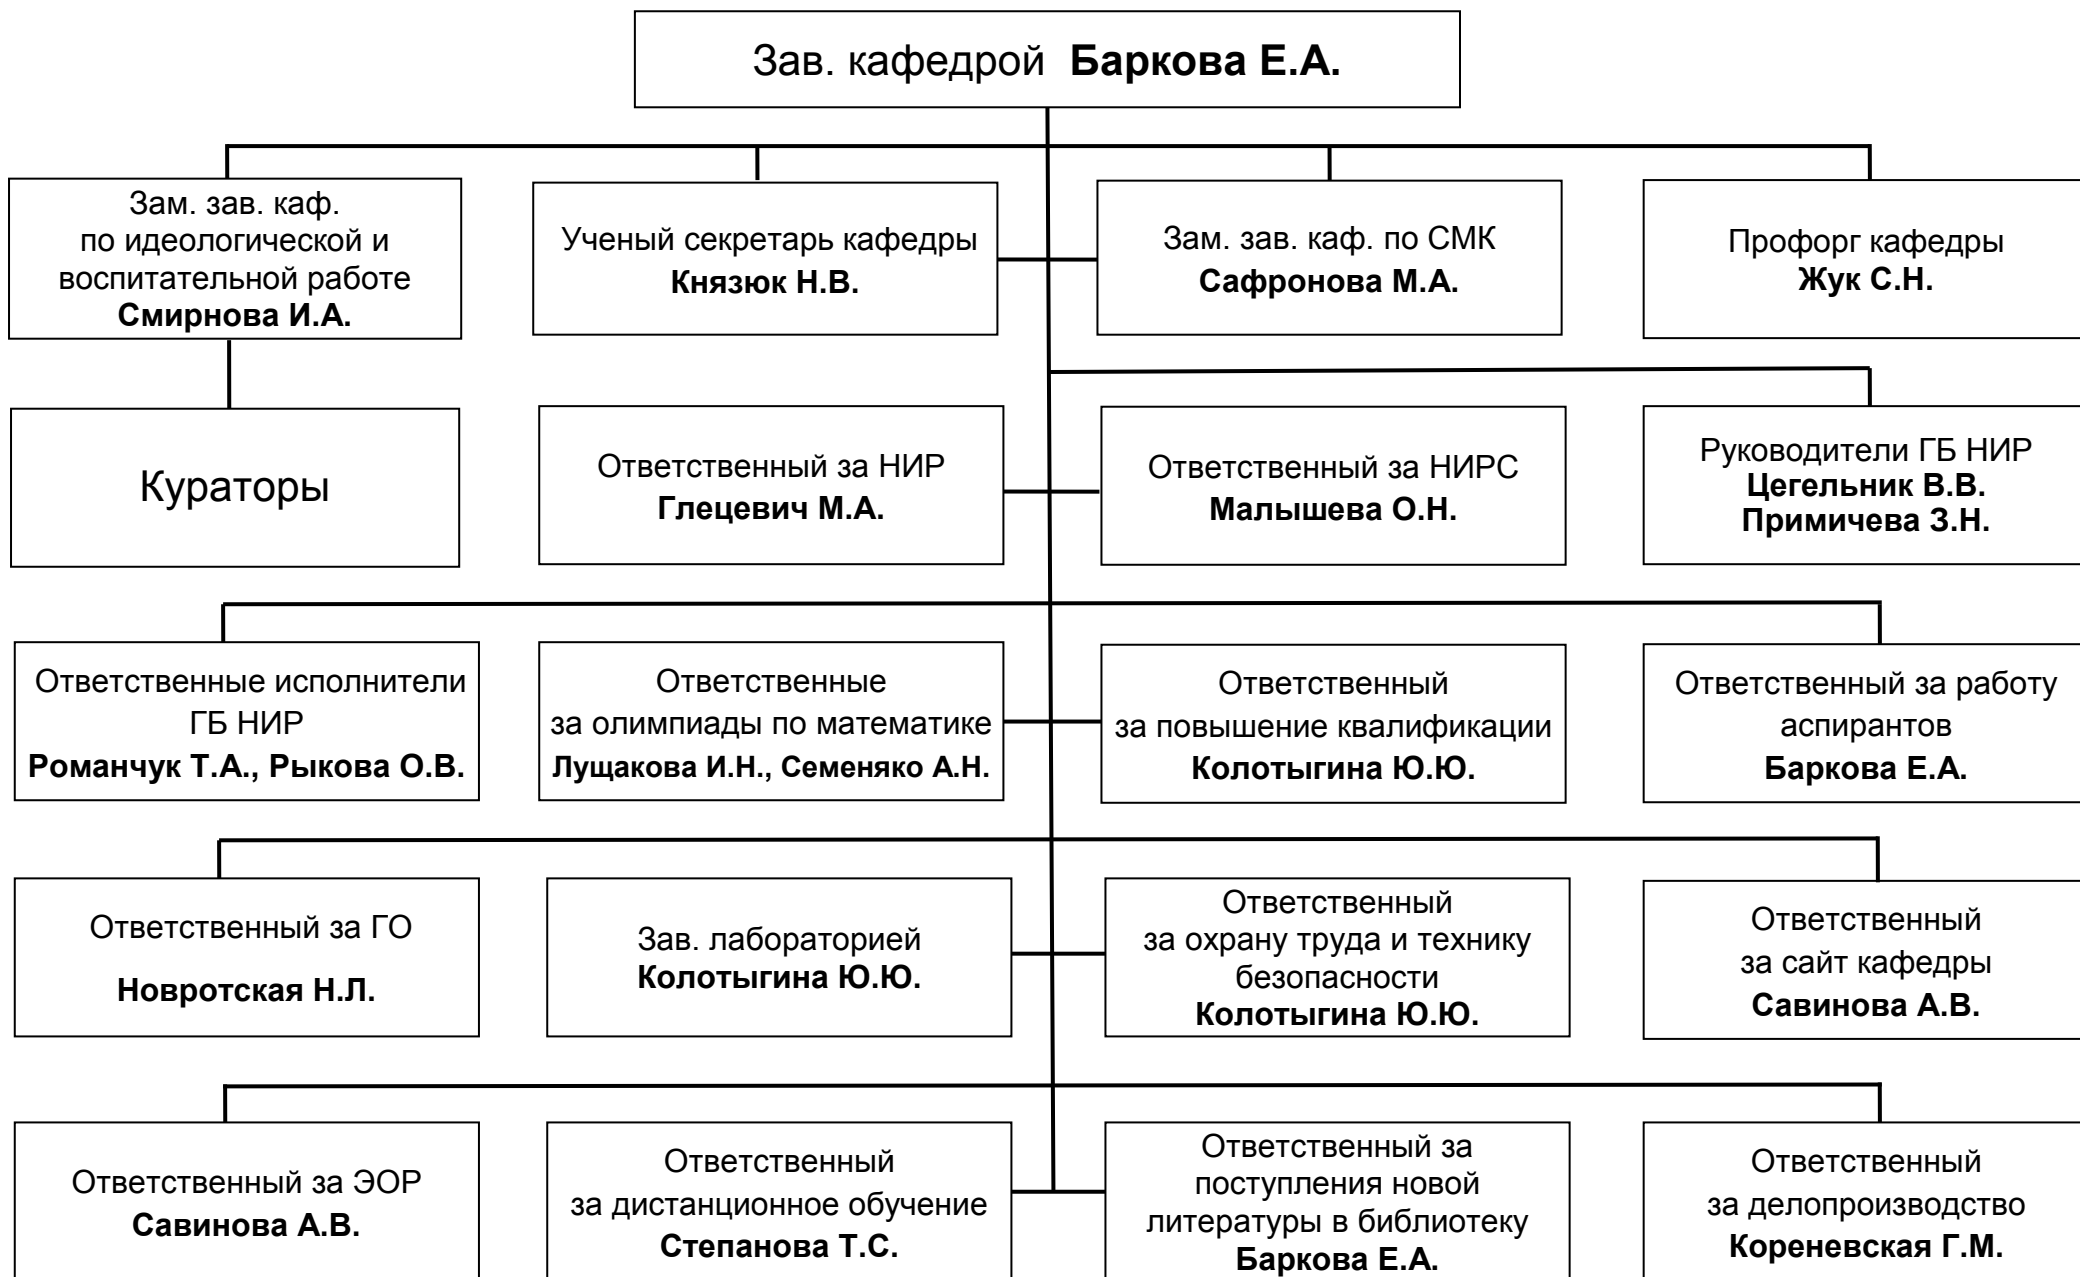 Зав. кафедрой Баркова Е.А.
Зам. зав. каф.
по идеологической и
воспитательной работе
Смирнова И.А.
Ученый секретарь кафедры
Князюк Н.В.
Зам. зав. каф. по СМК
Сафронова М.А.
Профорг кафедры
Жук С.Н.
Кураторы
Ответственный за НИР
Глецевич М.А.
Ответственный за НИРС
Малышева О.Н.
Руководители ГБ НИР
Цегельник В.В.
Примичева З.Н.
Ответственные исполнители
ГБ НИР
Романчук Т.А., Рыкова О.В.
Ответственные
за олимпиады по математике
Лущакова И.Н., Семеняко А.Н.
Ответственный
за повышение квалификации
Колотыгина Ю.Ю.
Ответственный за работу
аспирантов
Баркова Е.А.
Ответственный за ГО
Новротская Н.Л.
Зав. лабораторией
Колотыгина Ю.Ю.
Ответственный
за охрану труда и технику
безопасности
Колотыгина Ю.Ю.
Ответственный
за сайт кафедры
Савинова А.В.
Ответственный за ЭОР
Савинова А.В.
Ответственный
за дистанционное обучение
Степанова Т.С.
Ответственный за
поступления новой
литературы в библиотеку
Баркова Е.А.
Ответственный
за делопроизводство
Кореневская Г.М.